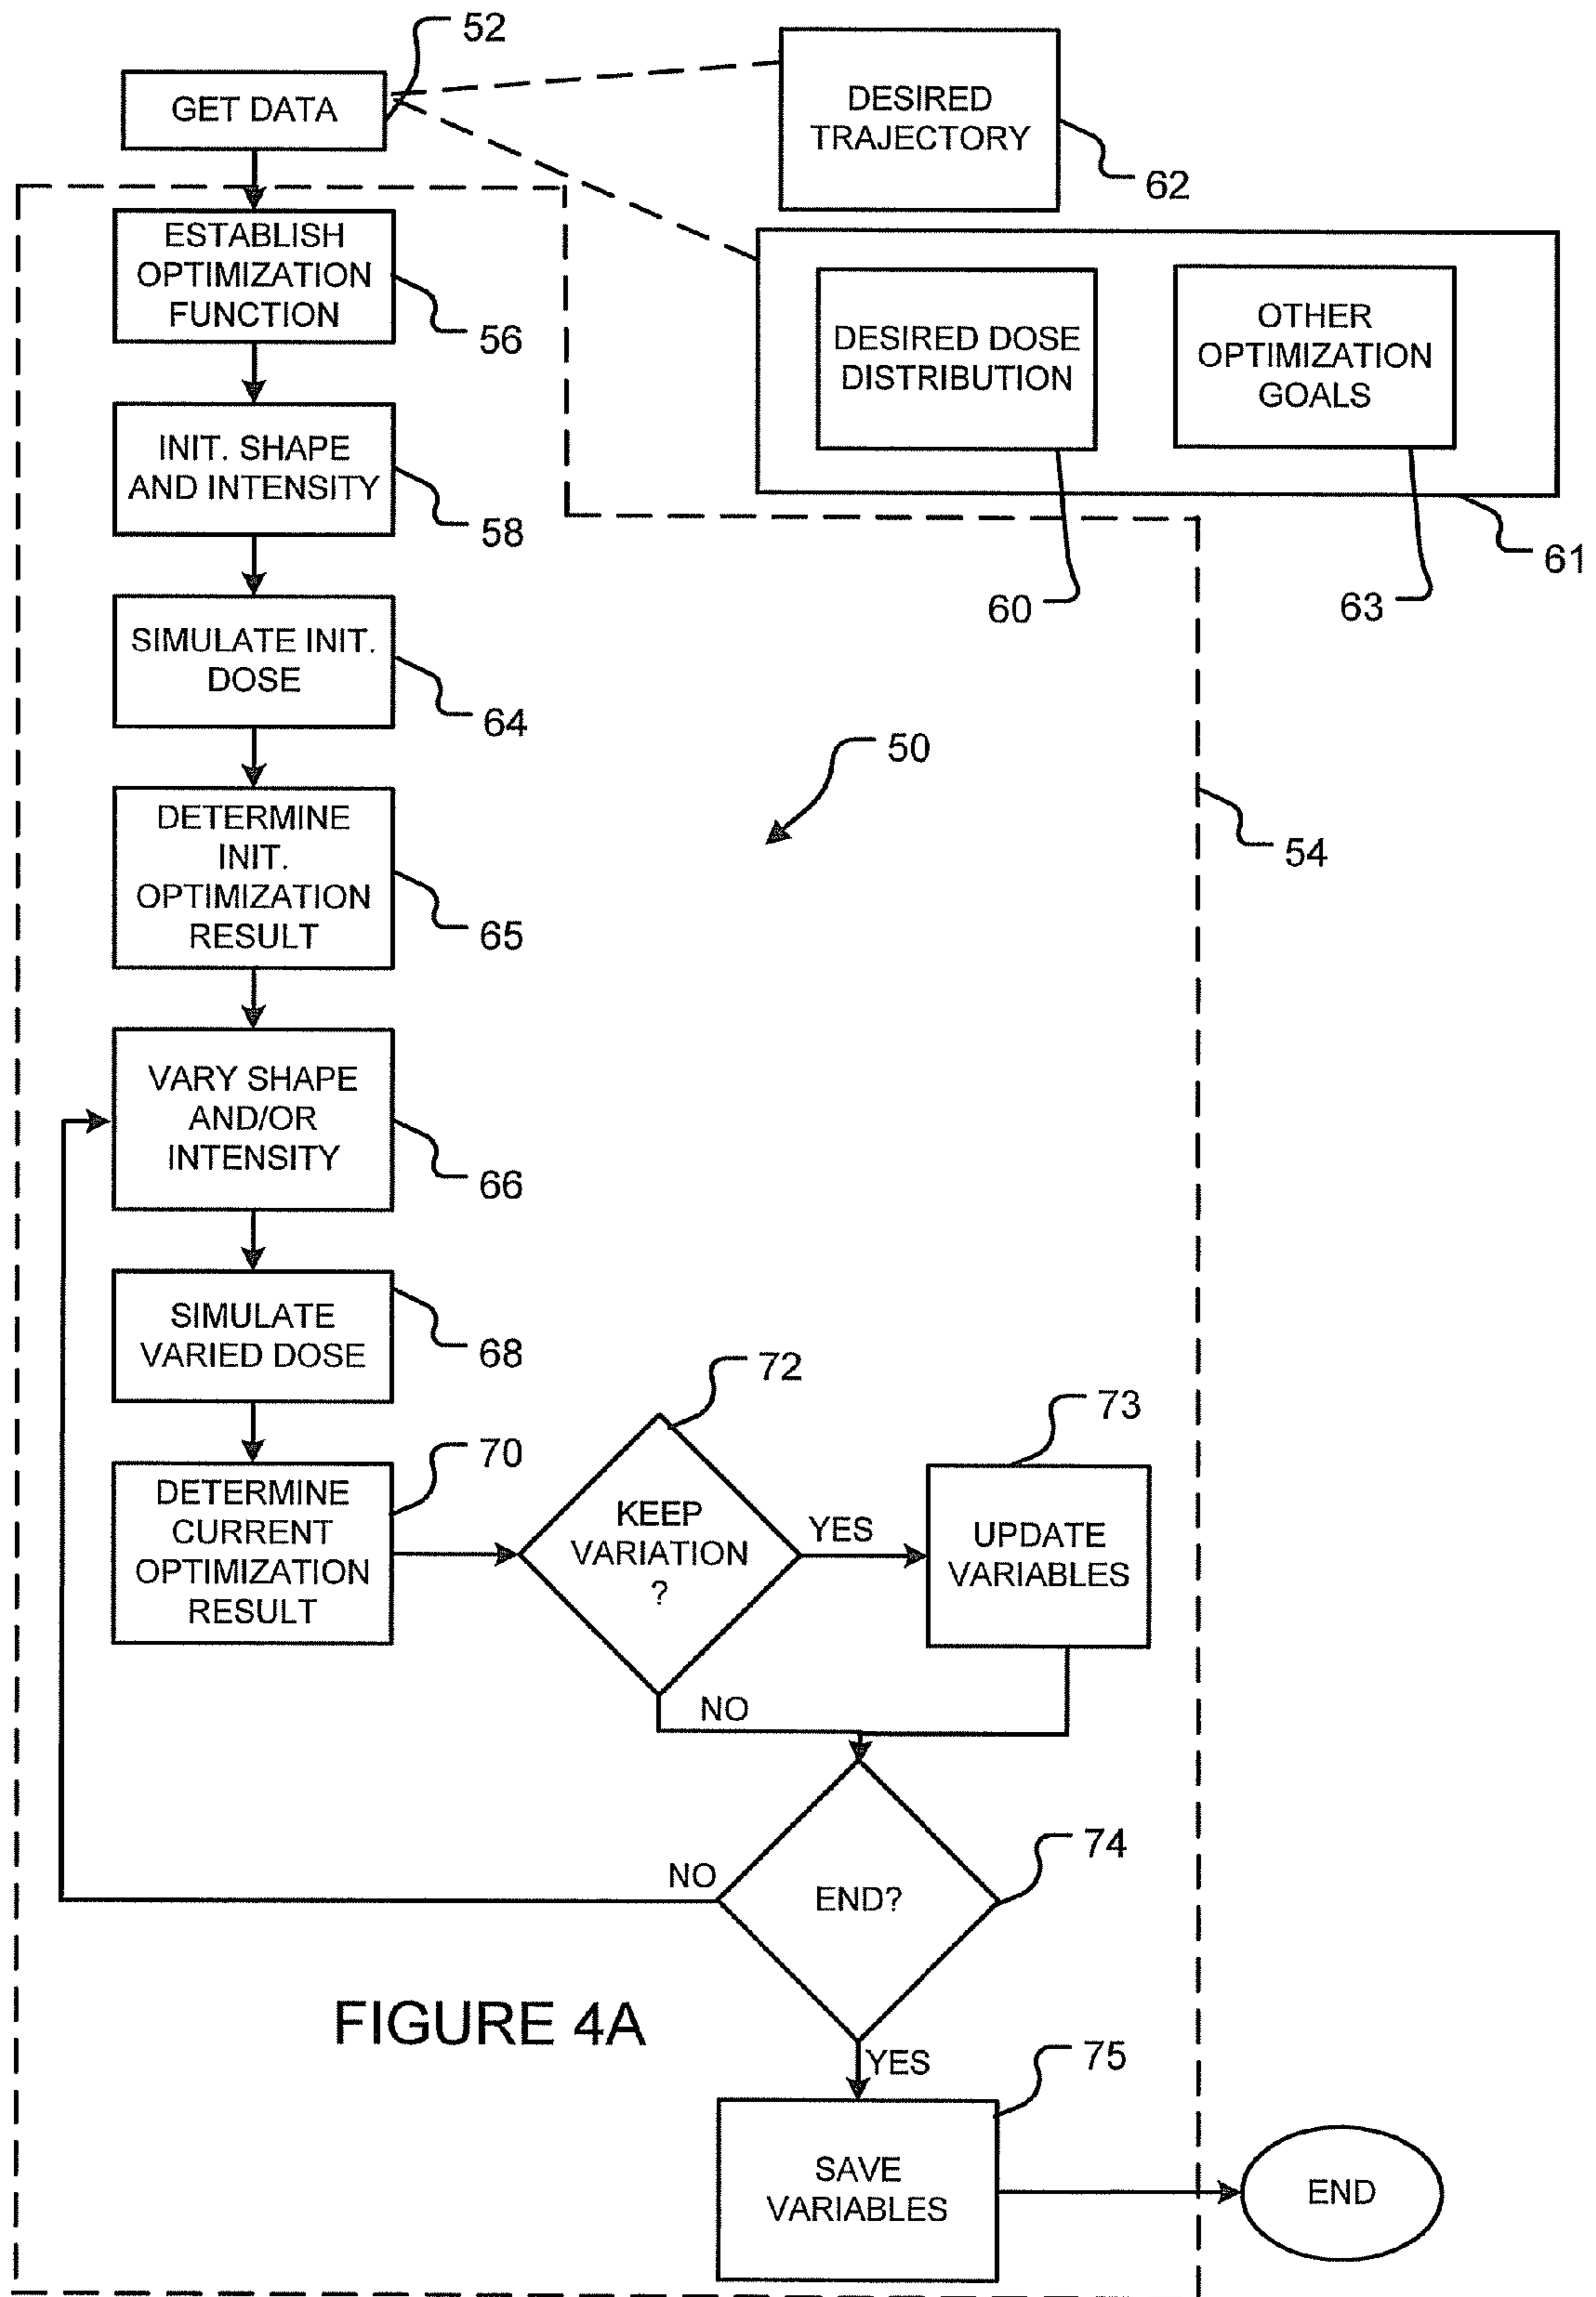 52
GET DATA
DESIRED
TRAJECTORY
62
ESTABLISH
OPTIMIZATION
FUNCTION
56
DESIRED DOSE
DISTRIBUTION
OTHER
OPTIMIZATION
GOALS
INIT. SHAPE
AND INTENSITY
58
60
63
61
SIMULATE INIT.
DOSE
64
50
DETERMINE
INIT.
OPTIMIZATION
RESULT
65
54
VARY SHAPE
AND/OR
INTENSITY
66
SIMULATE
VARIED DOSE
68
72
73
DETERMINE
CURRENT
OPTIMIZATION
RESULT
70
KEEP
VARIATION
?
YES
UPDATE
VARIABLES
NO
NO
END?
74
FIGURE 4A
YES
75
SAVE
VARIABLES
END